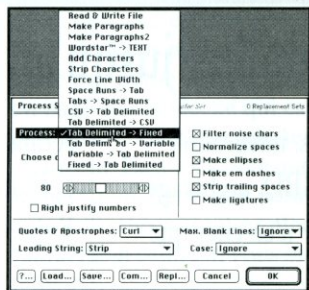 Read & Write File
Make Paragraphs
Make Paragraphs2
Wordstar™ -> TEXT
Add Characters
Strip Characters
Force Line Width
Space Runs -> Tab
Tabs -> Space Runs
CSV -> Tab Delimited
Tab Delimited -> CSV
Process S
0 Replacement Sets
Process: ✓Tab Delimited -> Fixed
Tab Delimited -> Variable
Variable -> Tab Delimited
Fixed -> Tab Delimited
Choose
80
Right justify numbers
Filter noise chars
Normalize spaces
Make ellipses
Make em dashes
Strip trailing spaces
Make ligatures
Quotes & Apostrophes: Curl
Max. Blank Lines: Ignore
Leading String: Strip
Case: Ignore
?... Load... Save... Com... Repl... Cancel OK